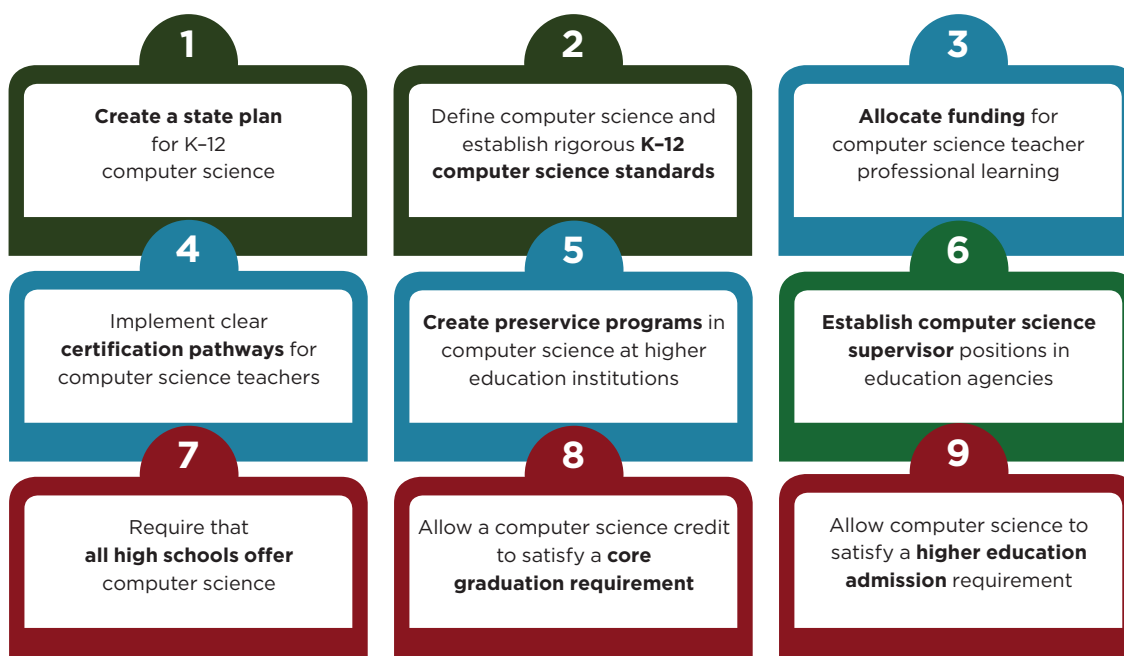 1
Create a state plan
for K–12
computer science
2
Define computer science and
establish rigorous K–12
computer science standards
3
Allocate funding for
computer science teacher
professional learning
4
Implement clear
certification pathways for
computer science teachers
5
Create preservice programs in
computer science at higher
education institutions
6
Establish computer science
supervisor positions in
education agencies
7
Require that
all high schools offer
computer science
8
Allow a computer science credit
to satisfy a core
graduation requirement
9
Allow computer science to
satisfy a higher education
admission requirement